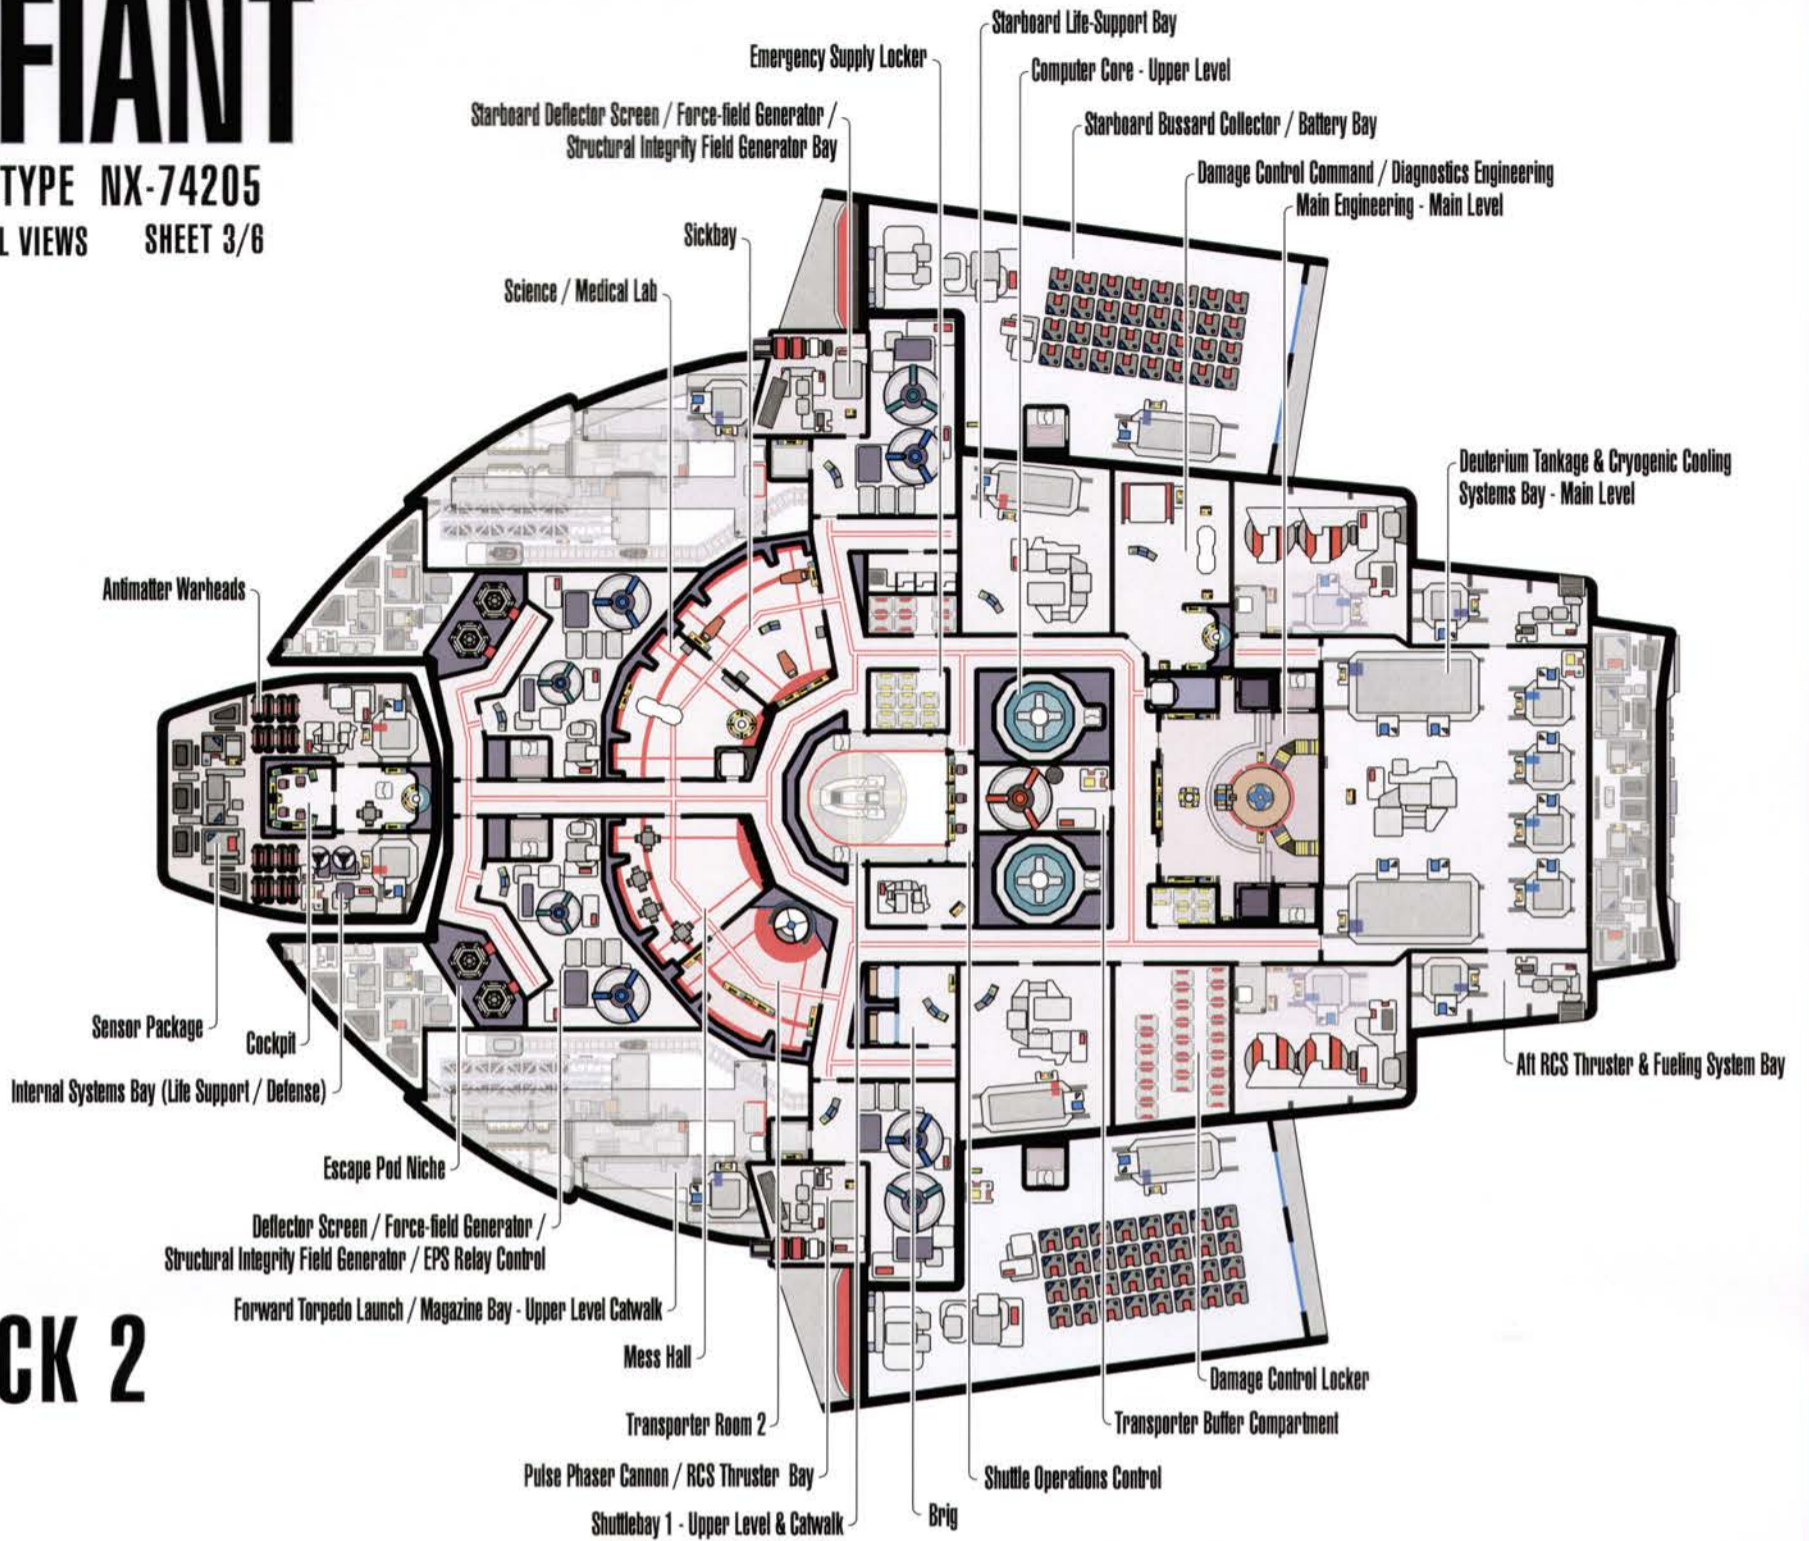 FIANT
TYPE NX-74205
L VIEWS SHEET 3/6
Starboard Life-Support Bay
Emergency Supply Locker
Computer Core - Upper Level
Starboard Deflector Screen / Force-field Generator /
Structural Integrity Field Generator Bay
Starboard Bussard Collector / Battery Bay
Damage Control Command / Diagnostics Engineering
Main Engineering - Main Level
Sickbay
Science / Medical Lab
Deuterium Tankage & Cryogenic Cooling
Systems Bay - Main Level
Antimatter Warheads
Sensor Package
Cockpit
Internal Systems Bay (Life Support / Defense)
Aft RCS Thruster & Fueling System Bay
Escape Pod Niche
Deflector Screen / Force-field Generator /
Structural Integrity Field Generator / EPS Relay Control
Forward Torpedo Launch / Magazine Bay - Upper Level Catwalk
Mess Hall
CK 2
Damage Control Locker
Transporter Room 2
Transporter Buffer Compartment
Pulse Phaser Cannon / RCS Thruster Bay
Shuttle Operations Control
Shuttlebay 1 - Upper Level & Catwalk
Brig